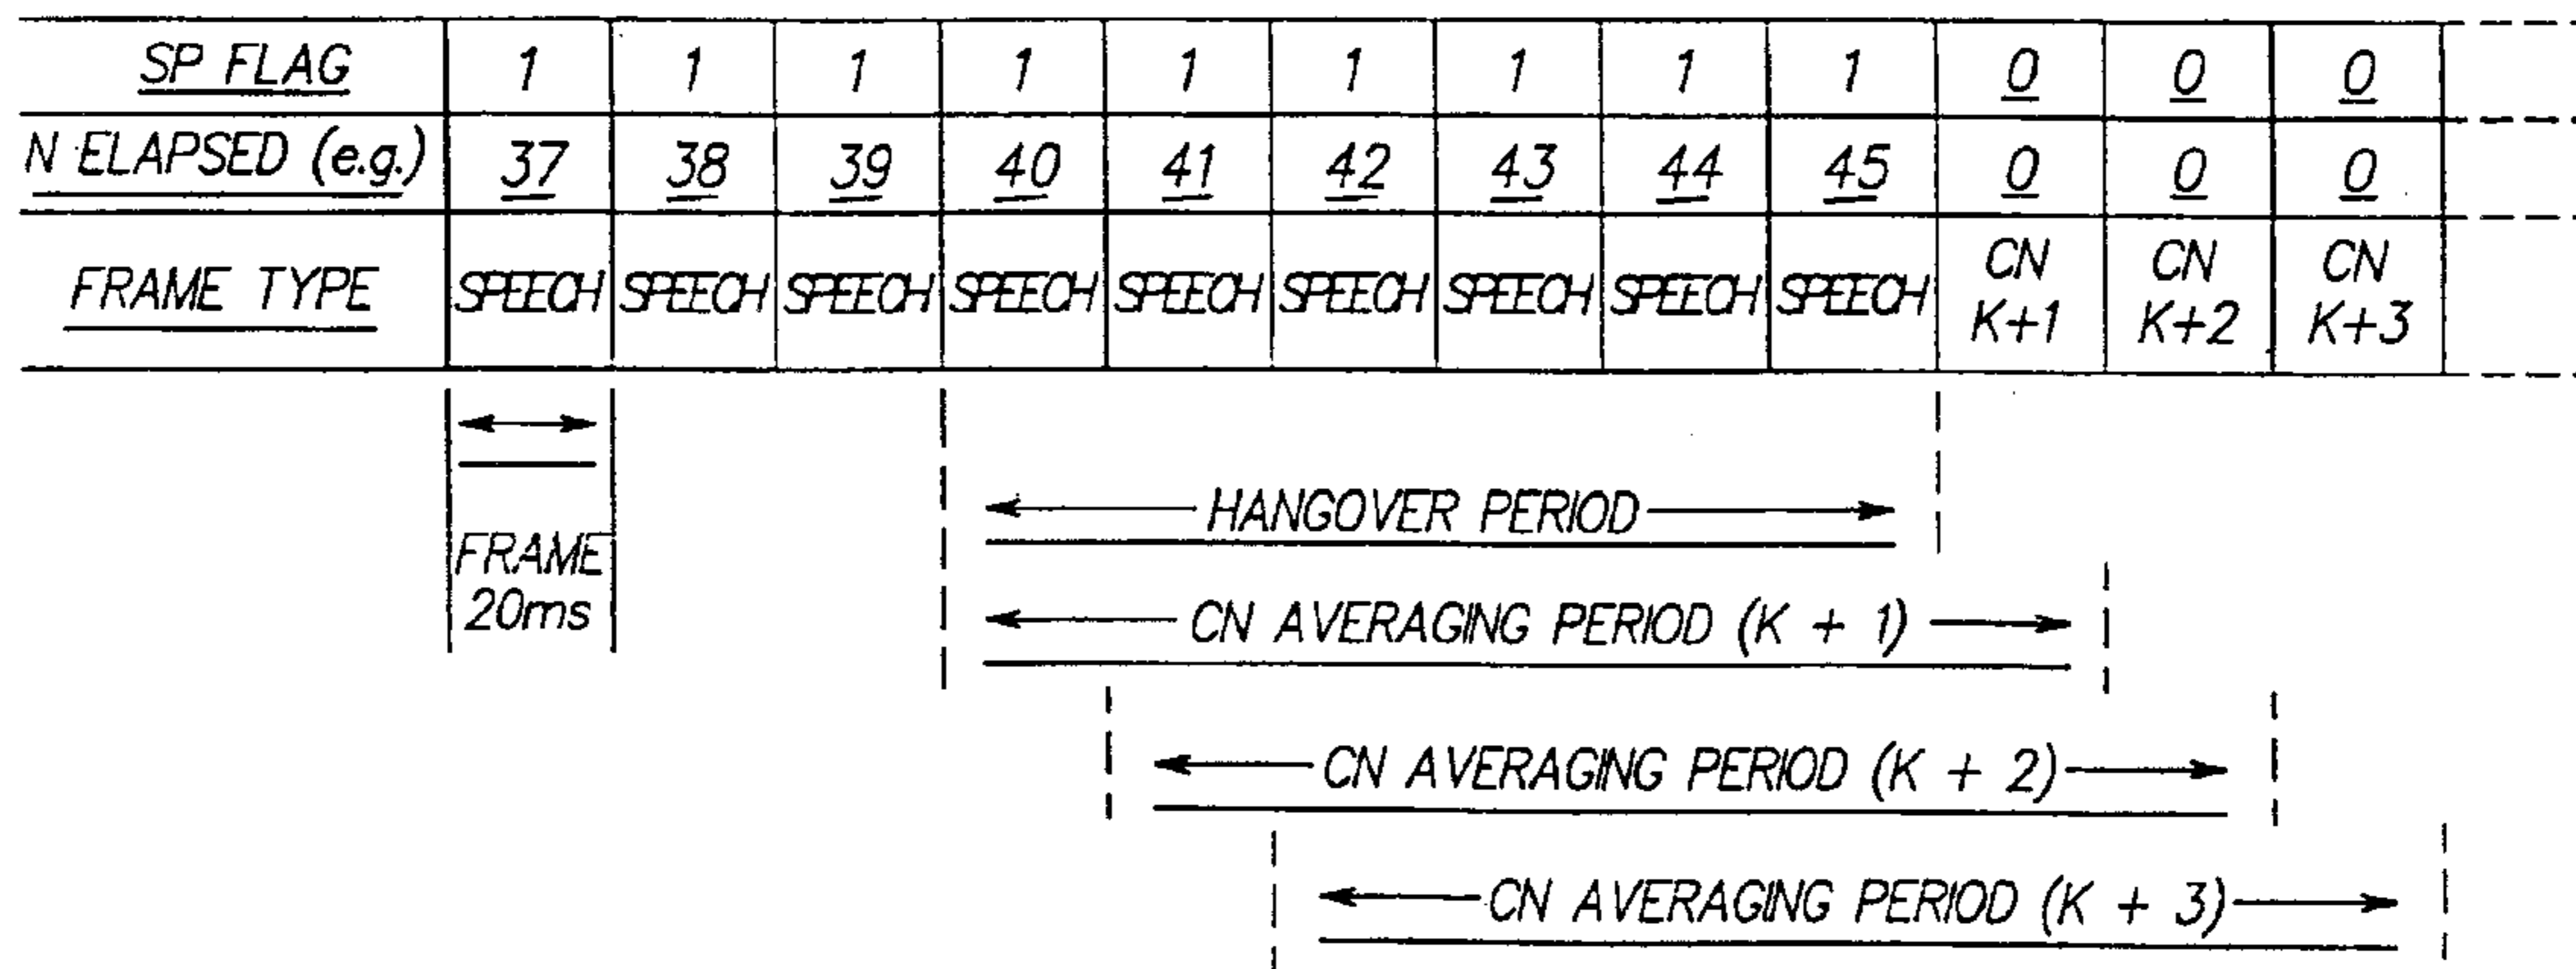 SP FLAG 1 1 1 1 1 1 1 1 1 0 0 0
N ELAPSED (e.g.) 37 38 39 40 41 42 43 44 45 0 0 0
FRAME TYPE SPEECH SPEECH SPEECH SPEECH SPEECH SPEECH SPEECH SPEECH SPEECH CN K+1 CN K+2 CN K+3
FRAME
20ms
HANGOVER PERIOD
CN AVERAGING PERIOD (K + 1)
CN AVERAGING PERIOD (K + 2)
CN AVERAGING PERIOD (K + 3)